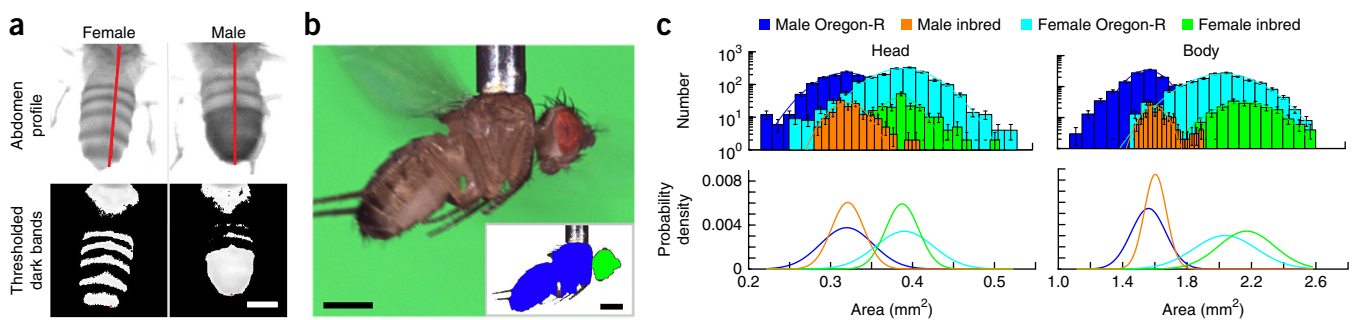 a
Female Male
Abdomen
profile
Thresholded
dark bands
b
c
Male Oregon-R Male inbred Female Oregon-R Female inbred
Head Body
Number
10³
10²
10¹
10⁰
Probability
density
0.008
0.004
0
0.2 0.3 0.4 0.5 1.0 1.4 1.8 2.2 2.6
Area (mm²) Area (mm²)